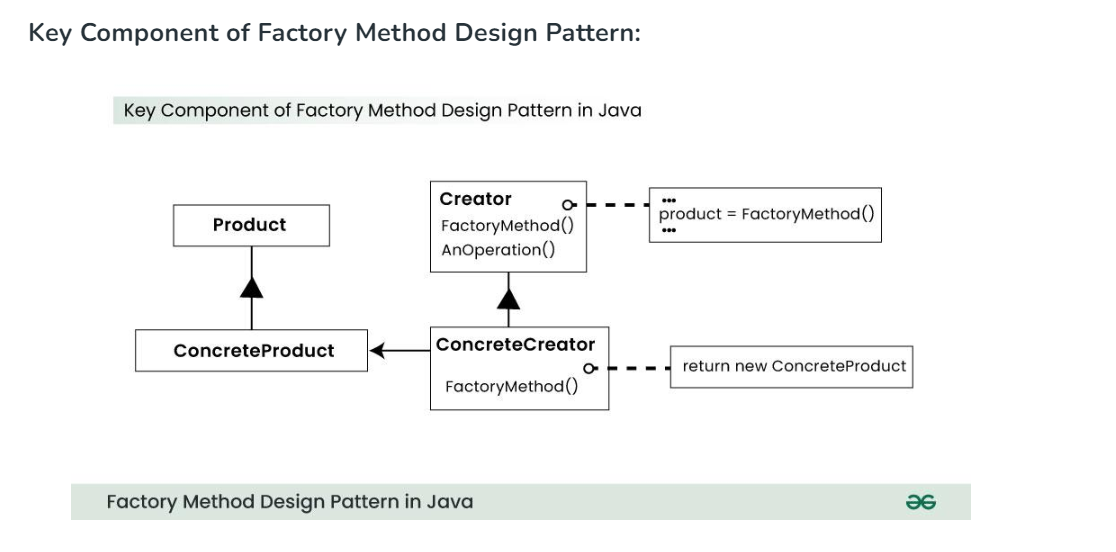 Key Component of Factory Method Design Pattern:
Key Component of Factory Method Design Pattern in Java
Product
ConcreteProduct
Creator
FactoryMethod()
AnOperation()
•••
product = FactoryMethod()
•••
ConcreteCreator
FactoryMethod()
return new ConcreteProduct
Factory Method Design Pattern in Java